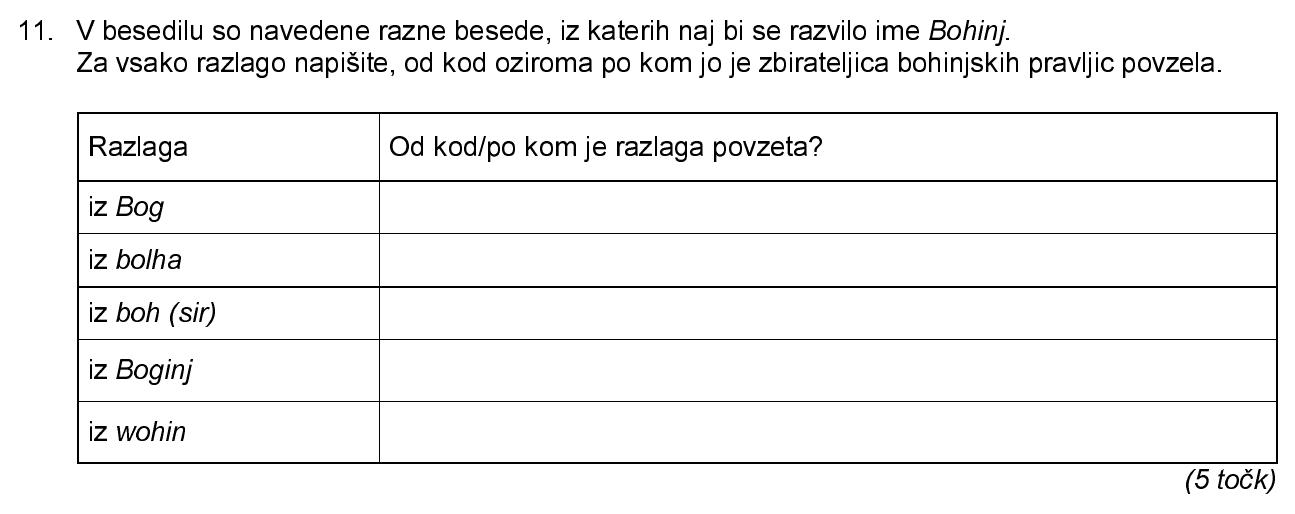 11. V besedilu so navedene razne besede, iz katerih naj bi se razvilo ime Bohinj.
Za vsako razlago napišite, od kod oziroma po kom jo je zbirateljica bohinjskih pravljic povzela.
Razlaga Od kod/po kom je razlaga povzeta?
iz Bog
iz bolha
iz boh (sir)
iz Boginj
iz wohin
(5 točk)